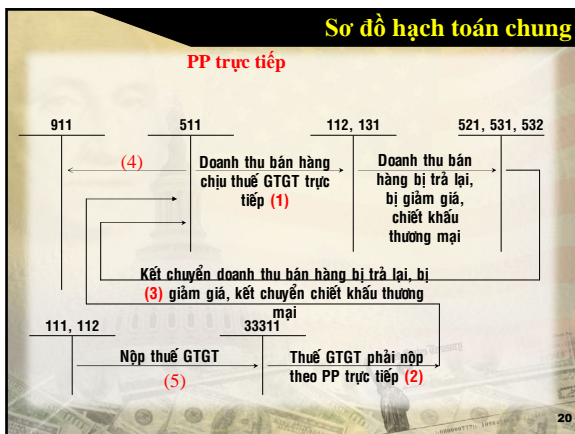 Sơ đồ hạch toán chung
PP trực tiếp
911
511
112, 131
521, 531, 532
(4)
Doanh thu bán hàng
chịu thuế GTGT trực
tiếp (1)
Doanh thu bán
hàng bị trả lại,
bị giảm giá,
chiết khấu
thương mại
Kết chuyển doanh thu bán hàng bị trả lại, bị
(3) giảm giá, kết chuyển chiết khấu thương
mại
111, 112
33311
Nộp thuế GTGT
(5)
Thuế GTGT phải nộp
theo PP trực tiếp (2)
20